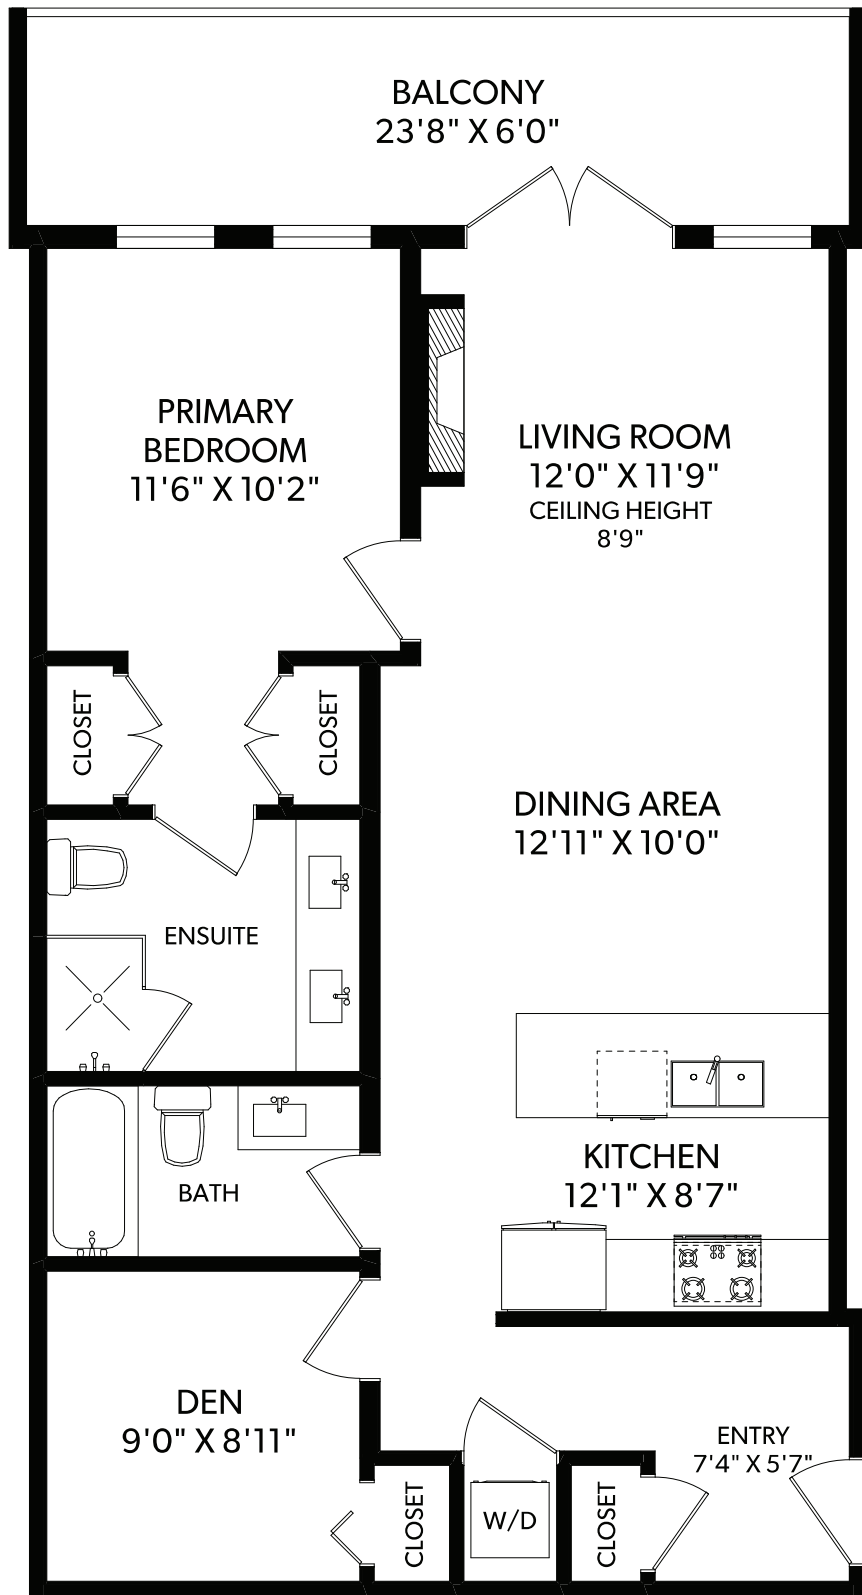 BALCONY
23'8" X 6'0"
PRIMARY
BEDROOM
11'6" X 10'2"
LIVING ROOM
12'0" X 11'9"
CEILING HEIGHT
8'9"
CLOSET
CLOSET
DINING AREA
12'11" X 10'0"
ENSUITE
KITCHEN
12'1" X 8'7"
BATH
DEN
9'0" X 8'11"
ENTRY
7'4" X 5'7"
CLOSET
W/D
CLOSET